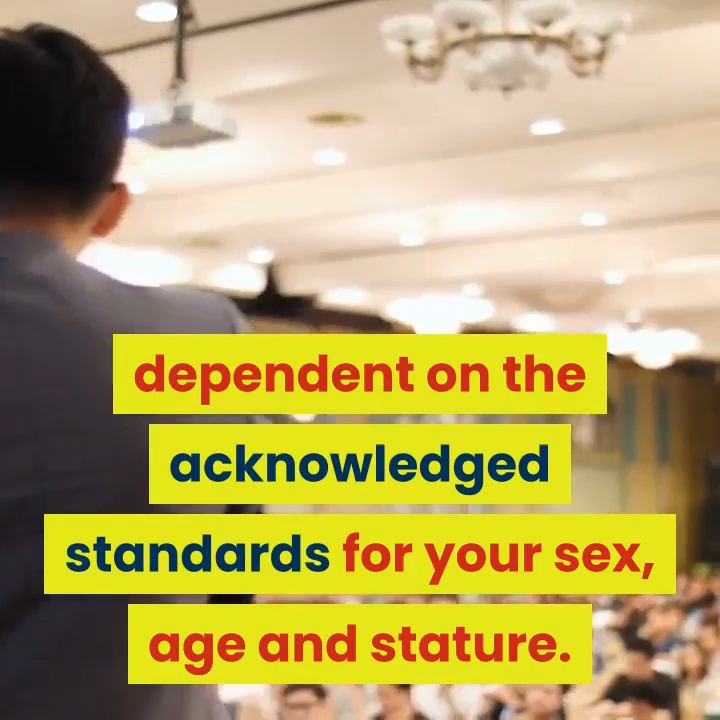 dependent on the
acknowledged
standards for your sex,
age and stature.